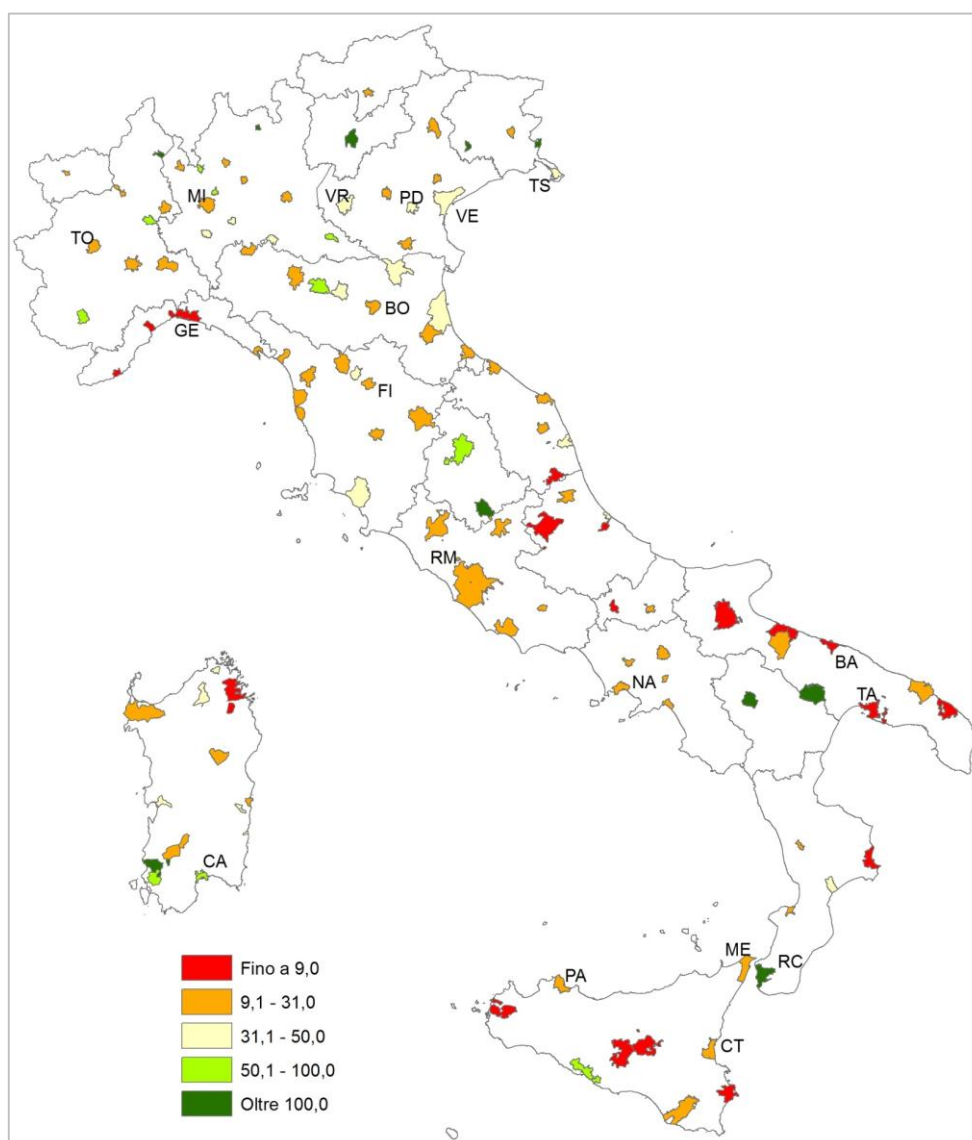 TS
MI
VR
PD
VE
TO
BO
GE
FI
RM
BA
NA
TA
CA
ME
RC
PA
CT
Fino a 9,0
9,1 - 31,0
31,1 - 50,0
50,1 - 100,0
Oltre 100,0